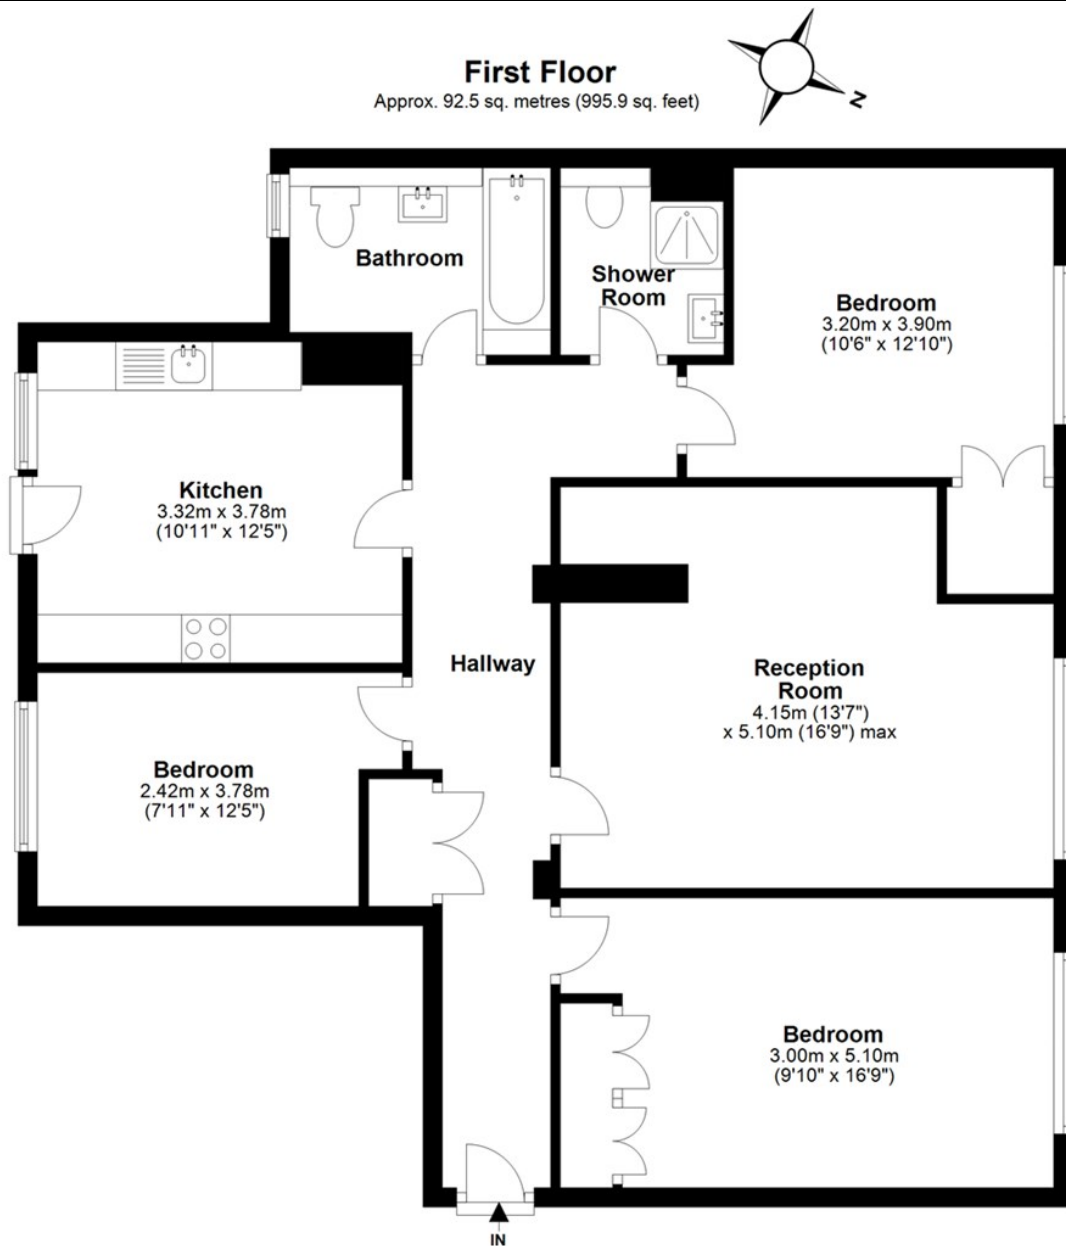 First Floor
Approx. 92.5 sq. metres (995.9 sq. feet)
N
Bathroom
Shower
Room
Bedroom
3.20m x 3.90m
(10'6" x 12'10")
Kitchen
3.32m x 3.78m
(10'11" x 12'5")
Hallway
Reception
Room
4.15m (13'7")
x 5.10m (16'9") max
Bedroom
2.42m x 3.78m
(7'11" x 12'5")
Bedroom
3.00m x 5.10m
(9'10" x 16'9")
IN